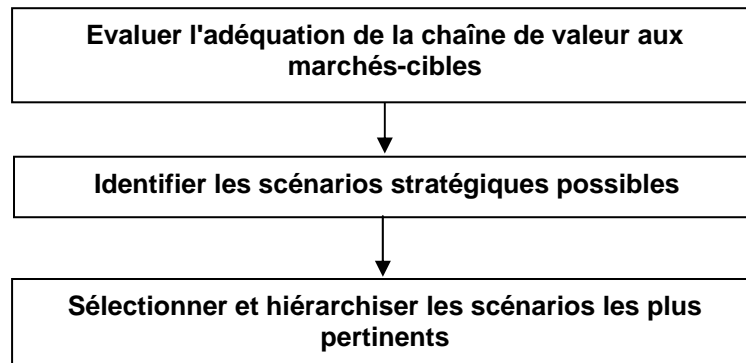 Evaluer l'adéquation de la chaîne de valeur aux
marchés-cibles
Identifier les scénarios stratégiques possibles
Sélectionner et hiérarchiser les scénarios les plus
pertinents